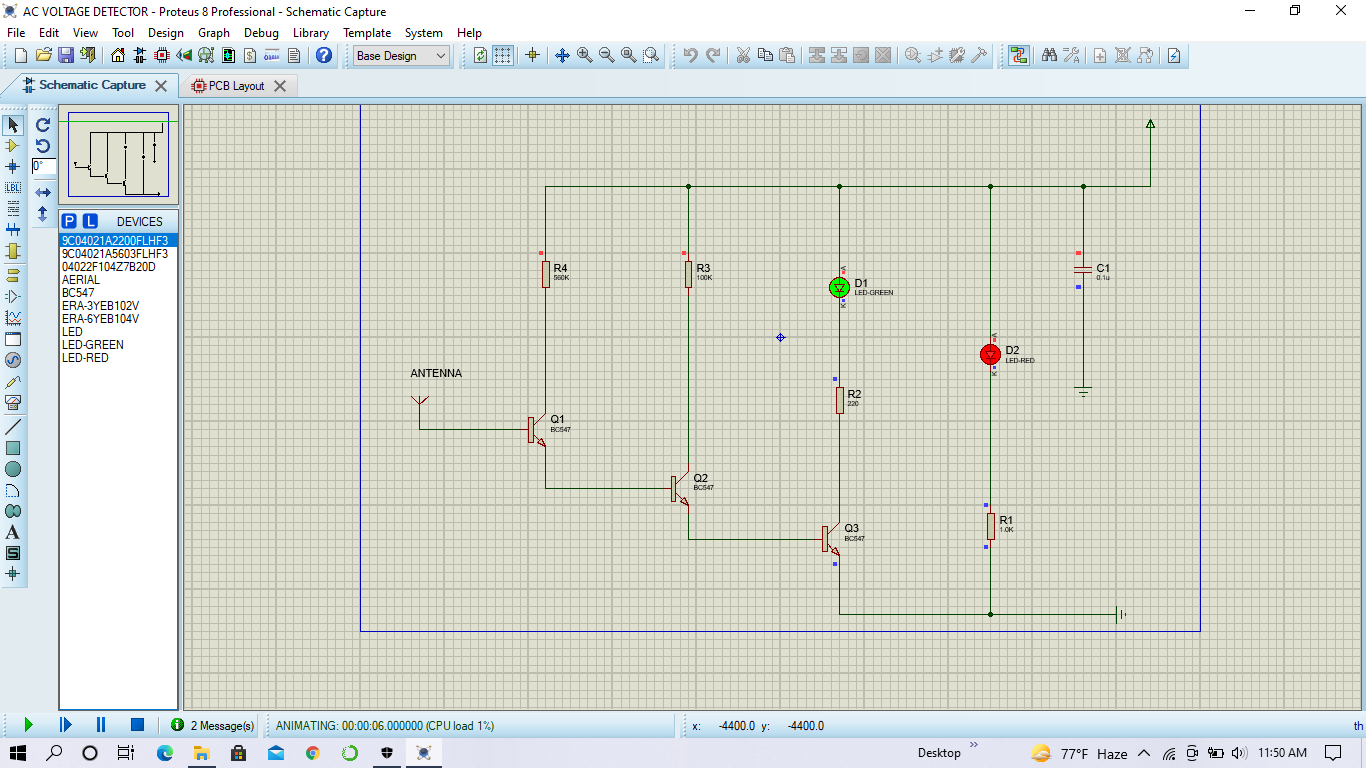 AC VOLTAGE DETECTOR - Proteus 8 Professional - Schematic Capture
File Edit View Tool Design Graph Debug Library Template System Help
Base Design
Schematic Capture
PCB Layout
0°
P L DEVICES
9C04021A2200FLHF3
9C04021A5603FLHF3
04022F104Z7B20D
AERIAL
BC547
ERA-3YEB102V
ERA-6YEB104V
LED
LED-GREEN
LED-RED
LBL
A
S
R4
560K
R3
100K
D1
LED-GREEN
A
K
C1
0.1u
D2
LED-RED
A
K
ANTENNA
R2
220
Q1
BC547
Q2
BC547
Q3
BC547
R1
1.0K
2 Message(s)
ANIMATING: 00:00:06.000000 (CPU load 1%)
x: -4400.0 y: -4400.0
th
Desktop
77°F Haze
11:50 AM